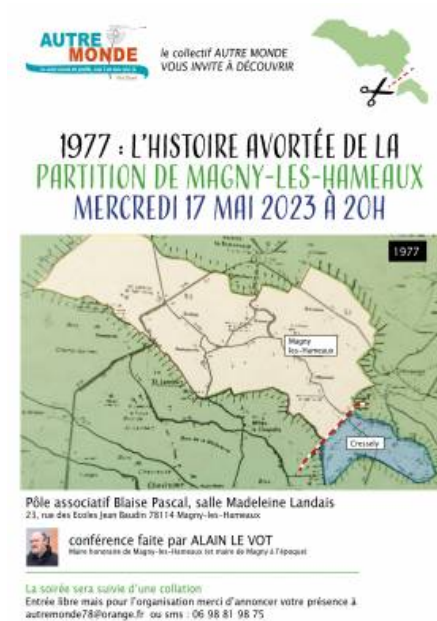 AUTRE
MONDE
le collectif AUTRE MONDE
VOUS INVITE À DÉCOUVRIR
1977 : L'HISTOIRE AVORTÉE DE LA
PARTITION DE MAGNY-LES-HAMEAUX
MERCREDI 17 MAI 2023 À 20H
1977
Magny
les-Hameaux
Cressely
Pôle associatif Blaise Pascal, salle Madeleine Landais
23, rue des Ecoles Jean Baudin 78114 Magny-les-Hameaux
conférence faite par ALAIN LE VOT
Maire honoraire de Magny-les-Hameaux (et maire de Magny à l'époque)
La soirée sera suivie d'une collation
Entrée libre mais pour l'organisation merci d'annoncer votre présence à
autremonde78@orange.fr ou sms : 06 98 81 98 75